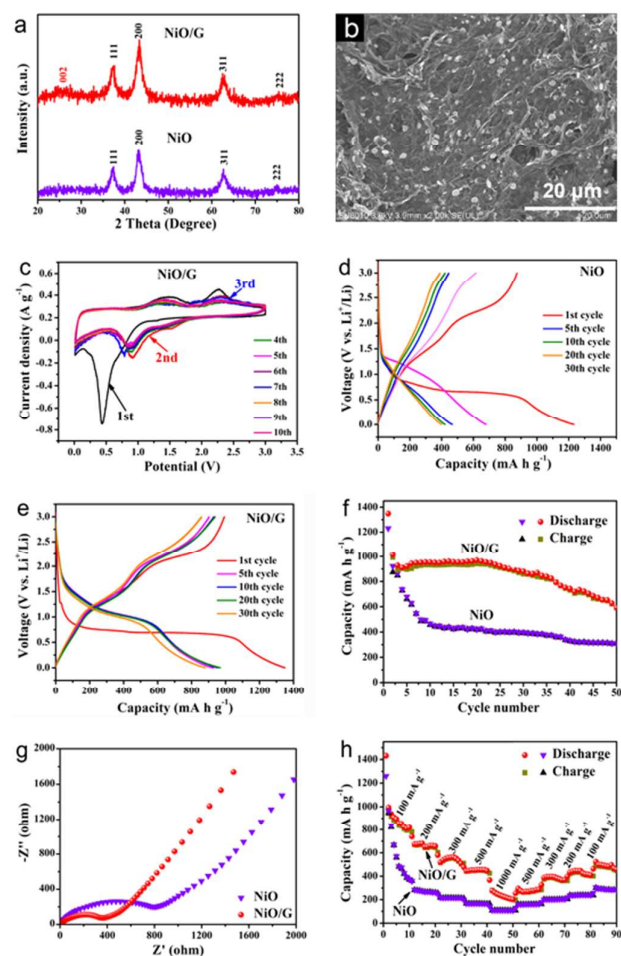 a
NiO/G
002
111
200
311
222
NiO
111
200
311
222
Intensity (a.u.)
20 30 40 50 60 70 80
2 Theta (Degree)
b
20 μm
c
NiO/G
3rd
2nd
1st
4th
5th
6th
7th
8th
9th
10th
0.6
0.4
0.2
0.0
-0.2
-0.4
-0.6
-0.8
Current density (A g⁻¹)
0.0 0.5 1.0 1.5 2.0 2.5 3.0 3.5
Potential (V)
d
NiO
1st cycle
5th cycle
10th cycle
20th cycle
30th cycle
3.0
2.5
2.0
1.5
1.0
0.5
0.0
Voltage (V vs. Li⁺/Li)
0 200 400 600 800 1000 1200 1500
Capacity (mA h g⁻¹)
e
1st cycle
5th cycle
10th cycle
20th cycle
30th cycle
3.0
2.5
2.0
1.5
1.0
0.5
0.0
Voltage (V vs. Li⁺/Li)
0 200 400 600 800 1000 1200 1400
Capacity (mA h g⁻¹)
f
Discharge
Charge
NiO/G
NiO
1400
1200
1000
800
600
400
200
0
Capacity (mA h g⁻¹)
0 5 10 15 20 25 30 35 40 45 50
Cycle number
g
NiO
NiO/G
2000
1600
1200
800
400
0
-Z'' (ohm)
0 400 800 1200 1600 2000
Z' (ohm)
h
Discharge
Charge
100 mA g⁻¹
200 mA g⁻¹
300 mA g⁻¹
500 mA g⁻¹
1000 mA g⁻¹
500 mA g⁻¹
300 mA g⁻¹
200 mA g⁻¹
100 mA g⁻¹
NiO/G
NiO
1400
1200
1000
800
600
400
200
0
Capacity (mA h g⁻¹)
0 10 20 30 40 50 60 70 80 90
Cycle number